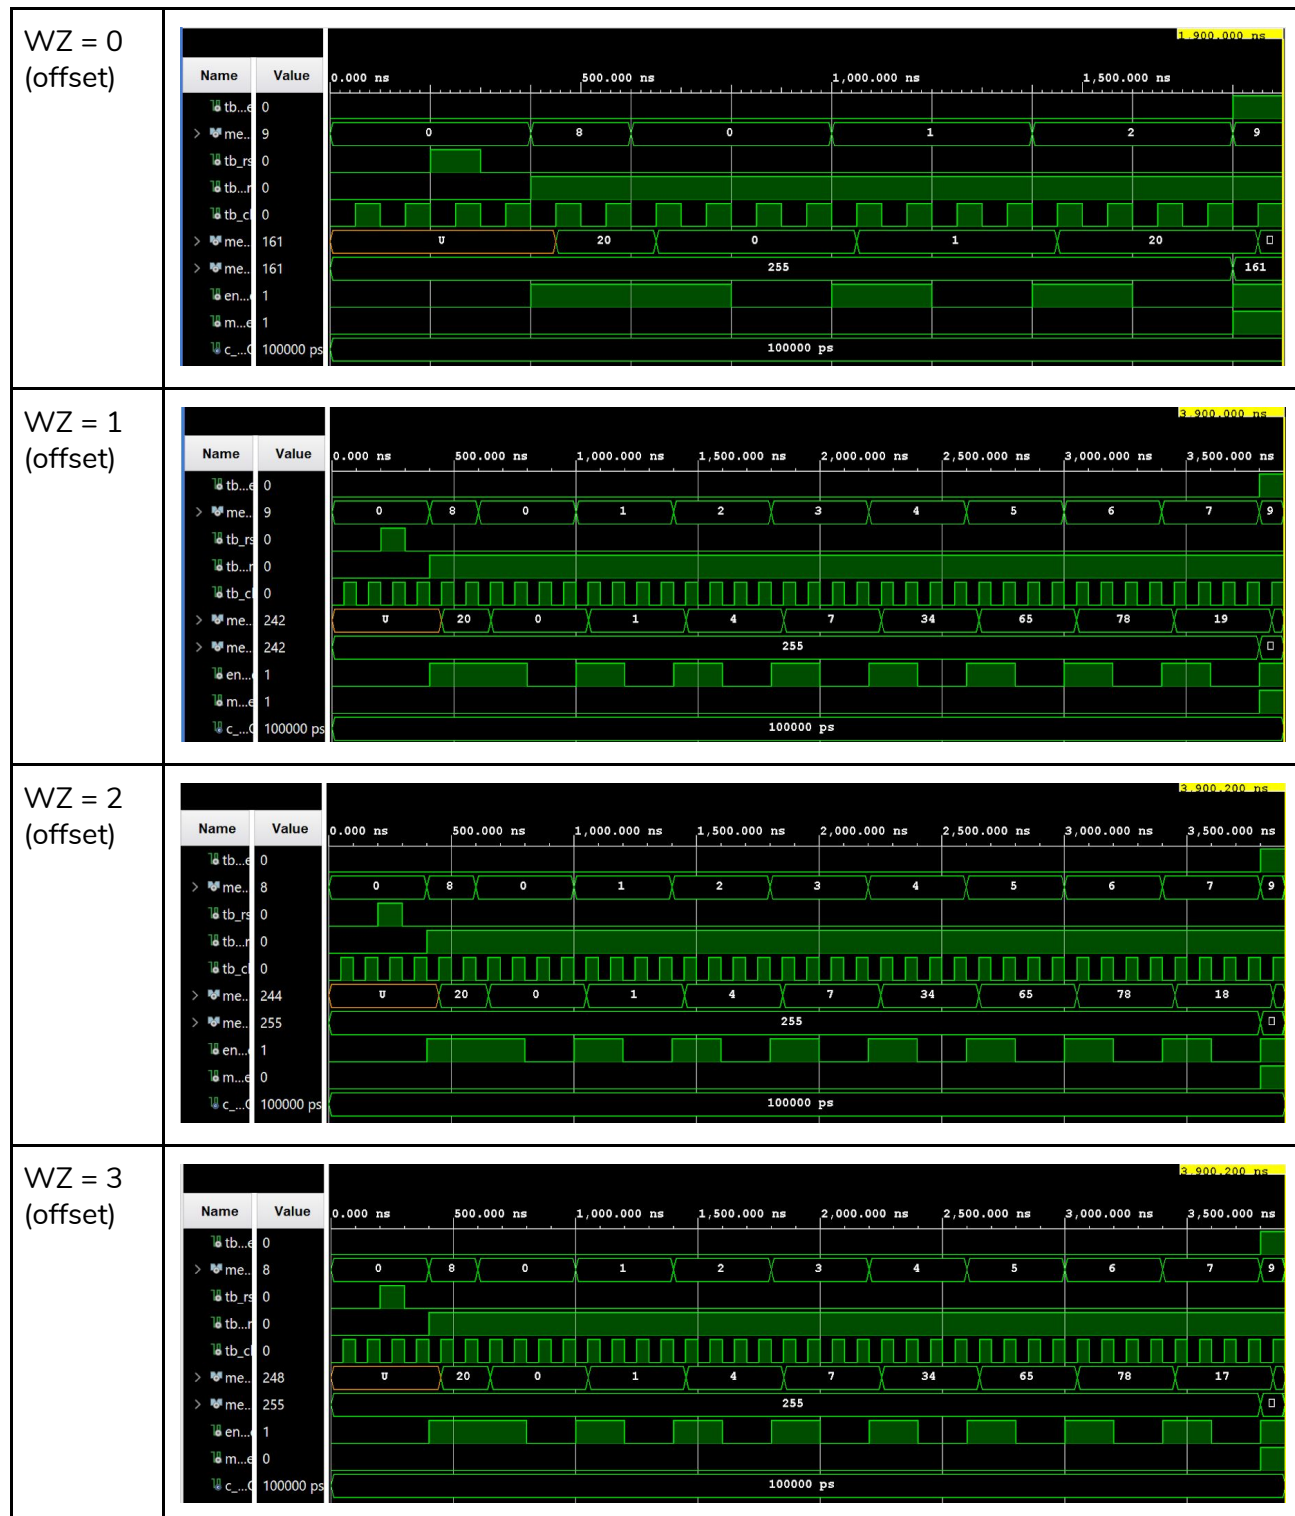 WZ = 0
(offset)
1,900.000 ns
Name Value 0.000 ns 500.000 ns 1,000.000 ns 1,500.000 ns
tb...e 0
me.. 9 0 8 0 1 2 9
tb_rs 0
tb...r 0
tb_cl 0
me.. 161 U 20 0 1 20
me.. 161 255 161
en... 1
m...e 1
c_...C 100000 ps 100000 ps
WZ = 1
(offset)
3,900.000 ns
Name Value 0.000 ns 500.000 ns 1,000.000 ns 1,500.000 ns 2,000.000 ns 2,500.000 ns 3,000.000 ns 3,500.000 ns
tb...e 0
me.. 9 0 8 0 1 2 3 4 5 6 7 9
tb_rs 0
tb...r 0
tb_cl 0
me.. 242 U 20 0 1 4 7 34 65 78 19
me.. 242 255
en... 1
m...e 1
c_...C 100000 ps 100000 ps
WZ = 2
(offset)
3,900.200 ns
Name Value 0.000 ns 500.000 ns 1,000.000 ns 1,500.000 ns 2,000.000 ns 2,500.000 ns 3,000.000 ns 3,500.000 ns
tb...e 0
me.. 8 0 8 0 1 2 3 4 5 6 7 9
tb_rs 0
tb...r 0
tb_cl 0
me.. 244 U 20 0 1 4 7 34 65 78 18
me.. 255 255
en... 1
m...e 0
c_...C 100000 ps 100000 ps
WZ = 3
(offset)
3,900.200 ns
Name Value 0.000 ns 500.000 ns 1,000.000 ns 1,500.000 ns 2,000.000 ns 2,500.000 ns 3,000.000 ns 3,500.000 ns
tb...e 0
me.. 8 0 8 0 1 2 3 4 5 6 7 9
tb_rs 0
tb...r 0
tb_cl 0
me.. 248 U 20 0 1 4 7 34 65 78 17
me.. 255 255
en... 1
m...e 0
c_...C 100000 ps 100000 ps